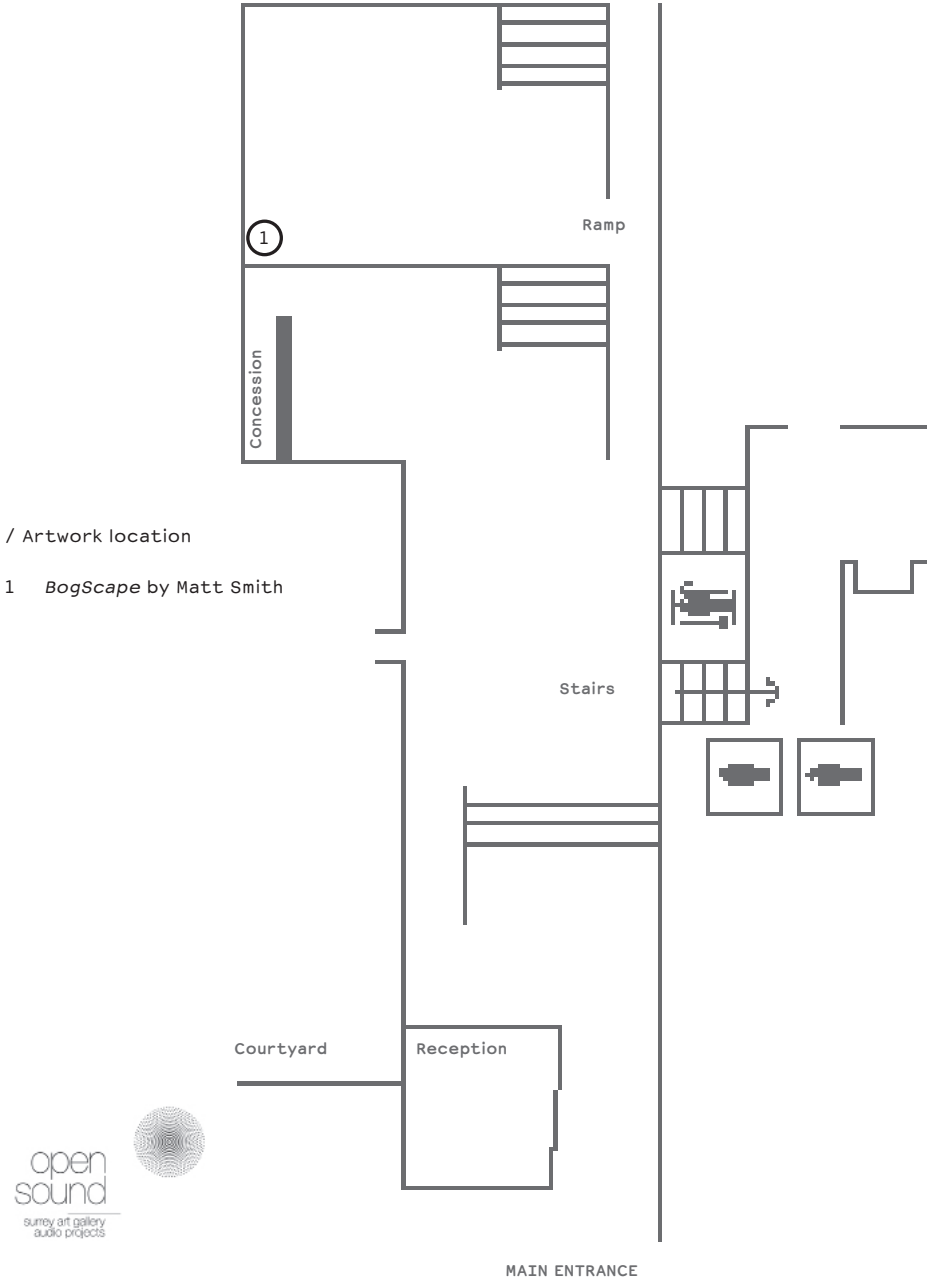 1
Ramp
Concession
/ Artwork location
1 BogScape by Matt Smith
Stairs
Courtyard
Reception
open
sound
surrey art gallery
audio projects
MAIN ENTRANCE